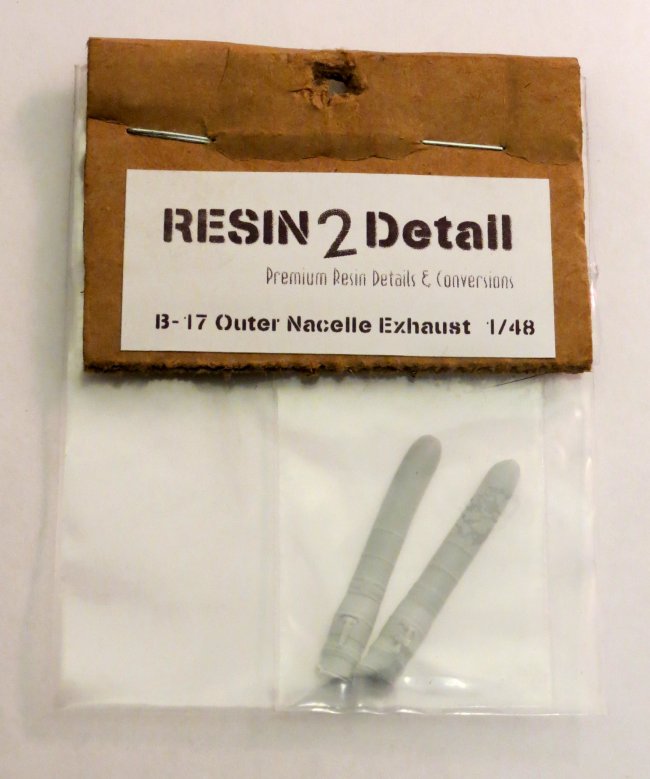 RESIN 2 Detail
Premium Resin Details & Conversions
B-17 Outer Nacelle Exhaust 1/48